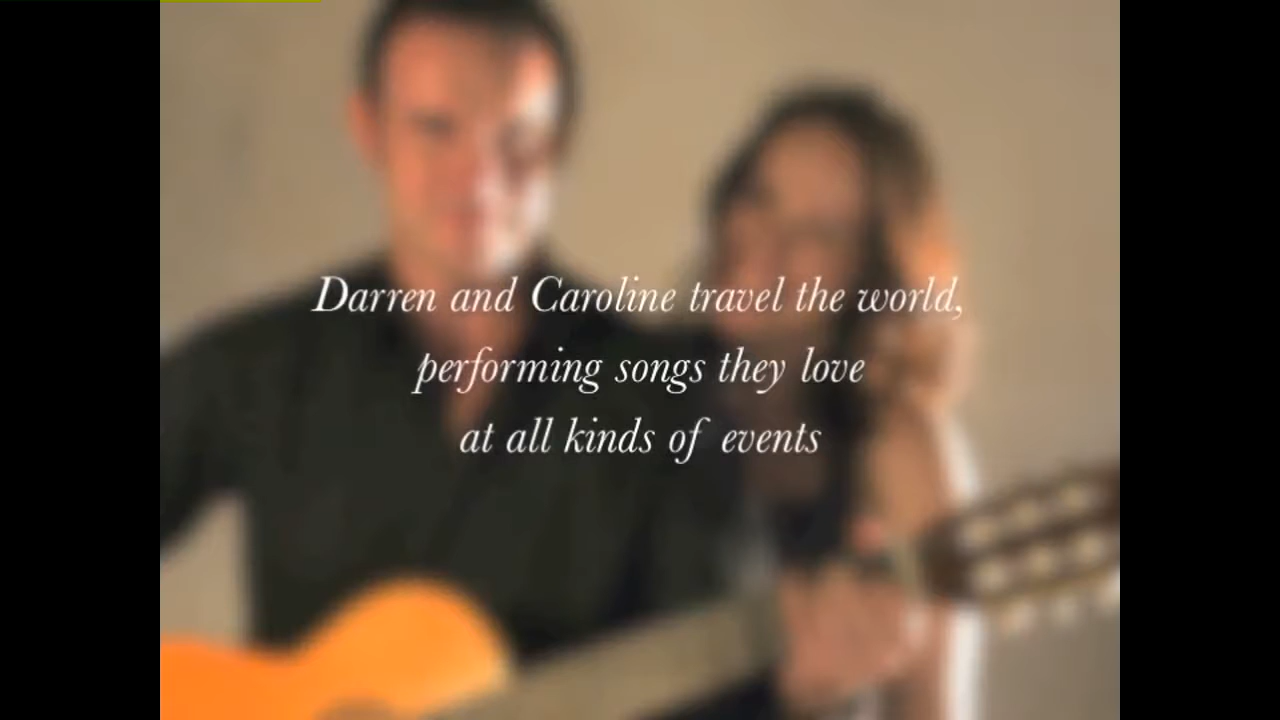 Darren and Caroline travel the world,
performing songs they love
at all kinds of events